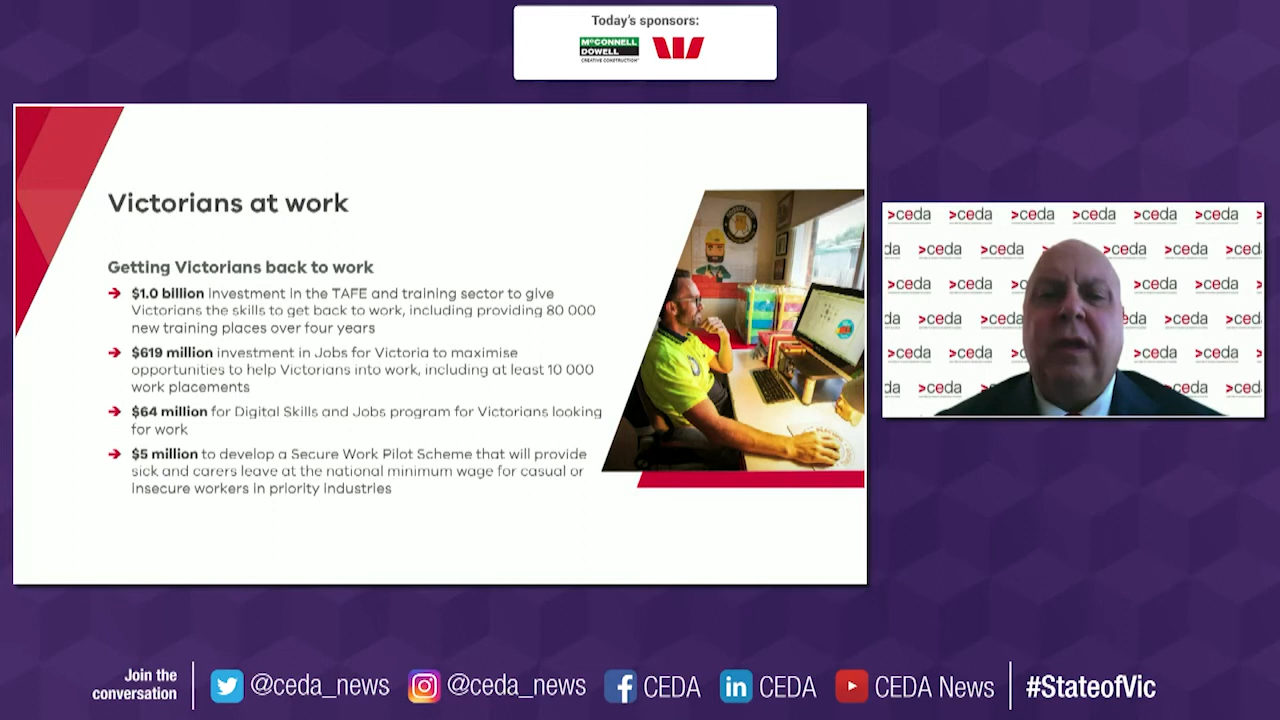 Today's sponsors:
McCONNELL
DOWELL
CREATIVE CONSTRUCTION
Victorians at work
Getting Victorians back to work
➔ $1.0 billion investment in the TAFE and training sector to give
Victorians the skills to get back to work, including providing 80 000
new training places over four years
➔ $619 million investment in Jobs for Victoria to maximise
opportunities to help Victorians into work, including at least 10 000
work placements
➔ $64 million for Digital Skills and Jobs program for Victorians looking
for work
➔ $5 million to develop a Secure Work Pilot Scheme that will provide
sick and carers leave at the national minimum wage for casual or
insecure workers in priority industries
>ceda >ceda >ceda >ceda >ceda >ceda
Join the
conversation
@ceda_news @ceda_news CEDA CEDA CEDA News #StateofVic